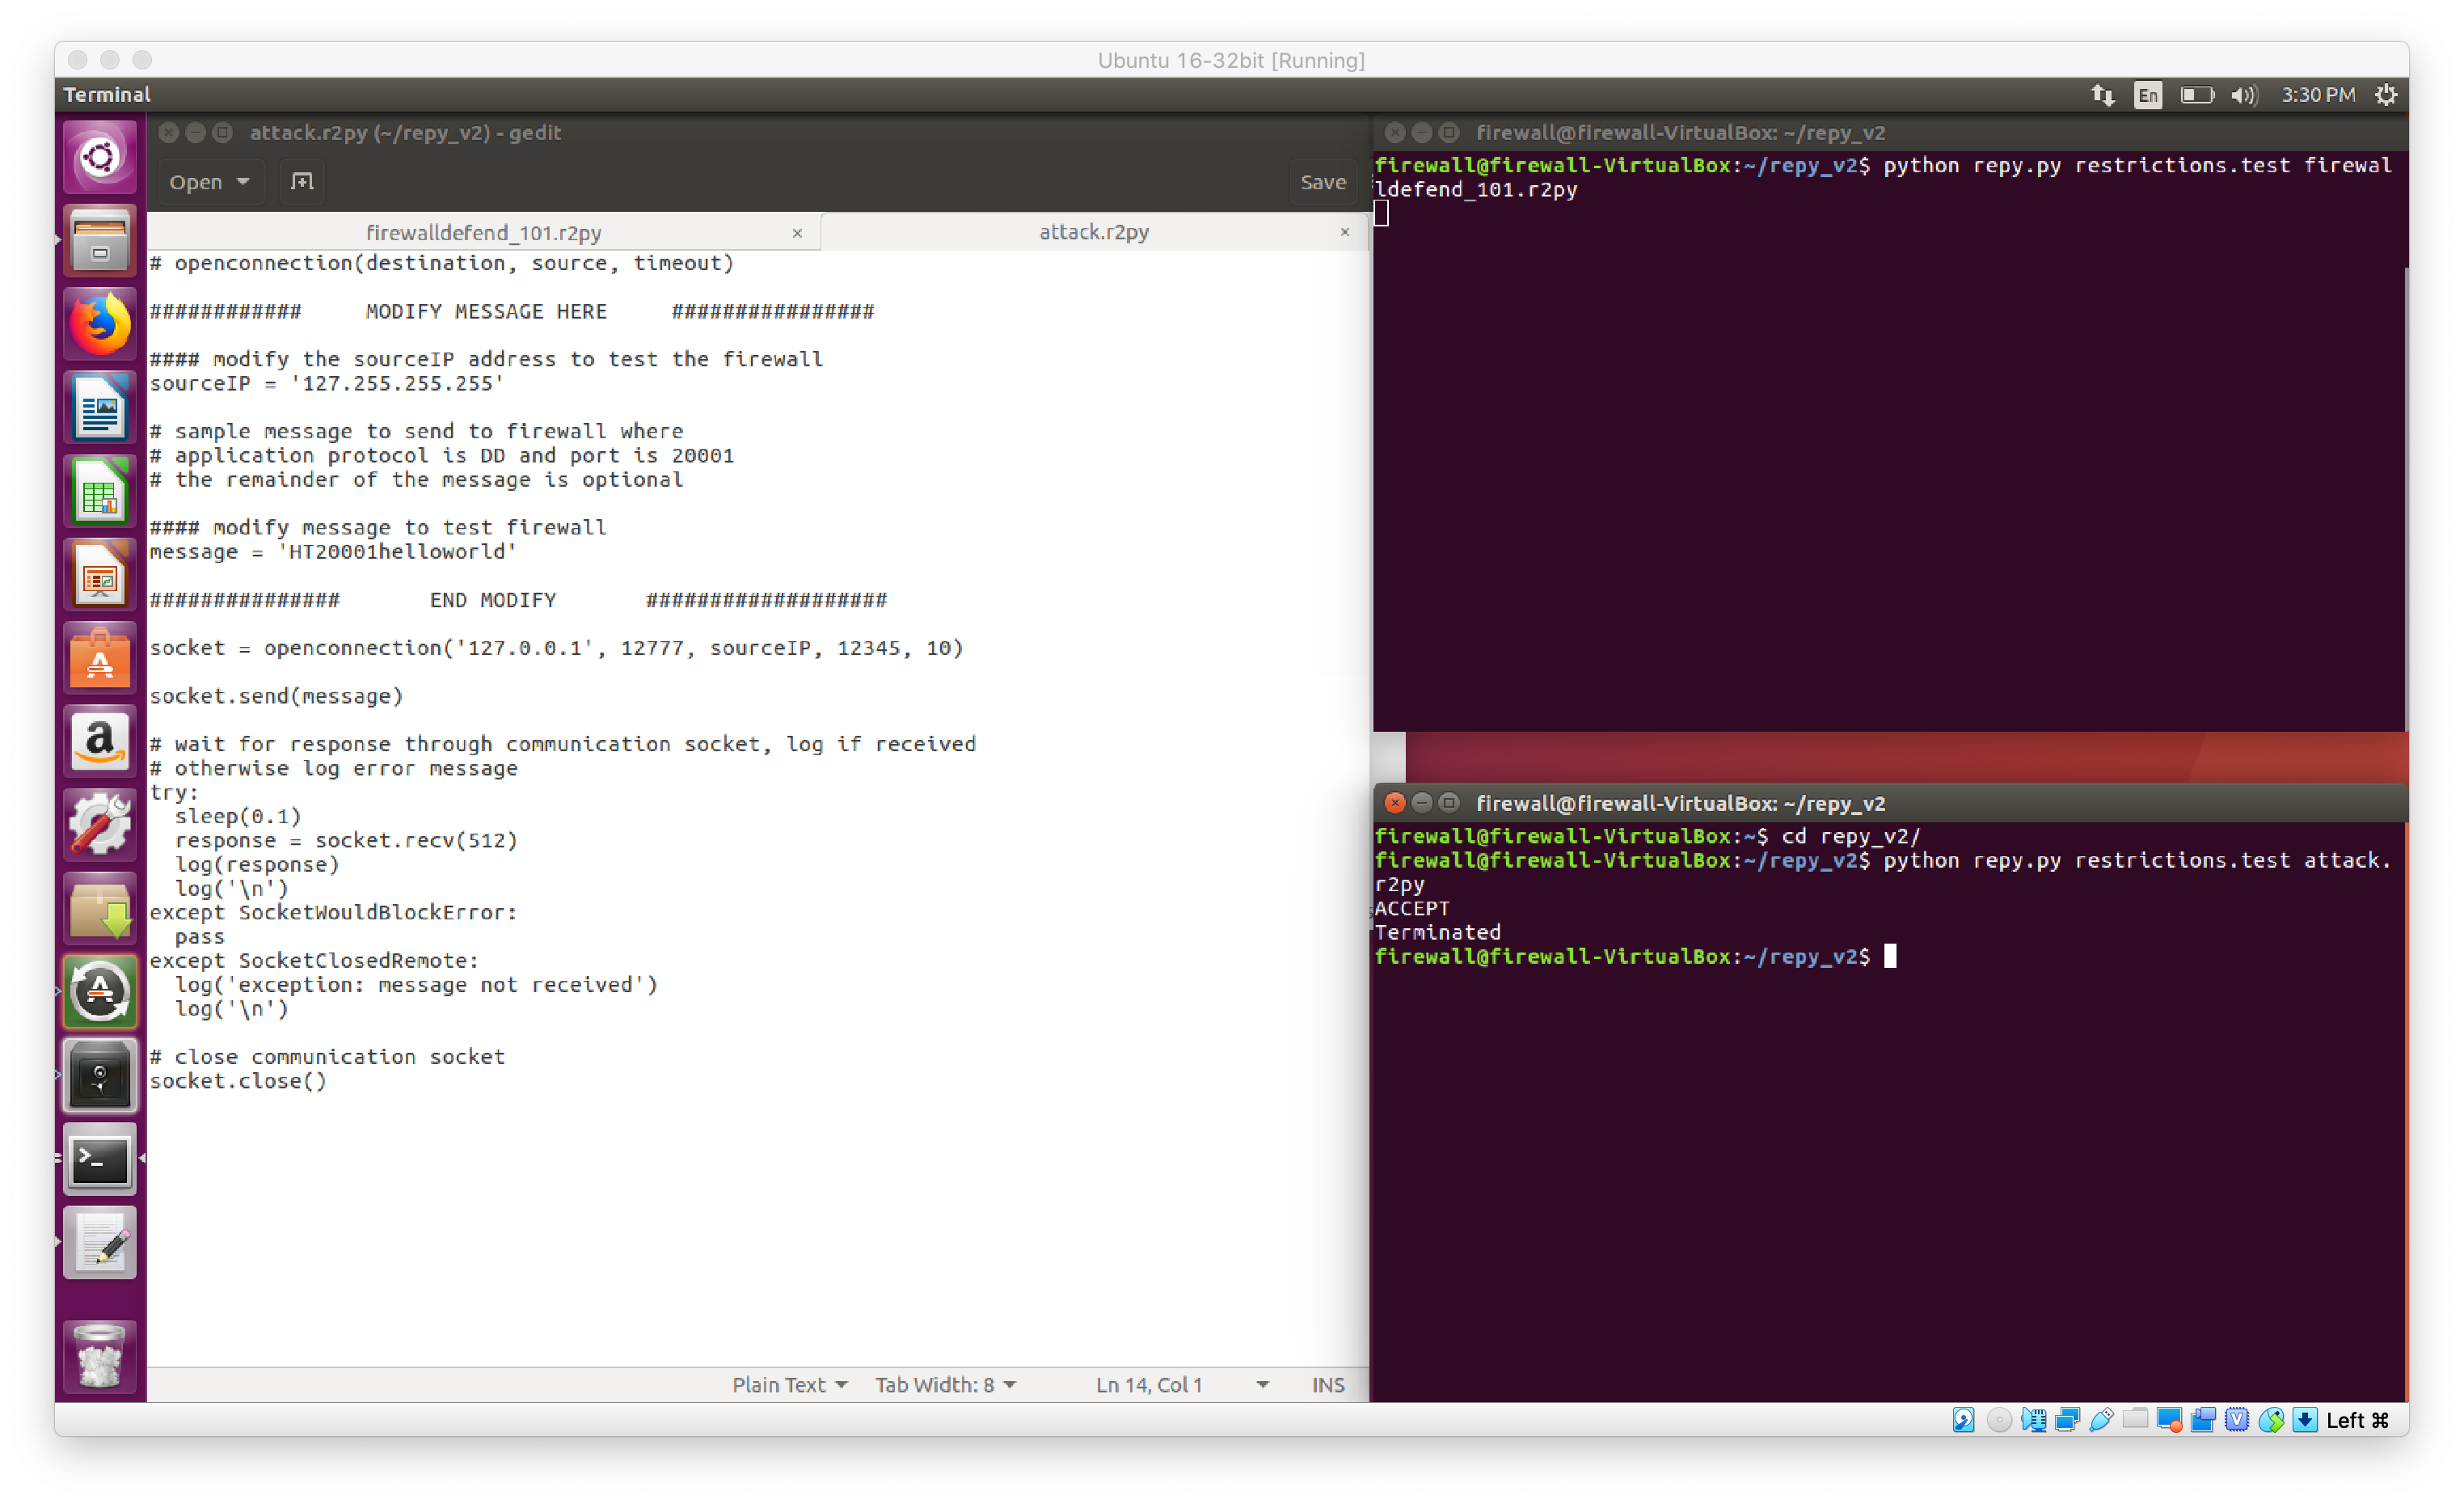 Ubuntu 16-32bit [Running]
Terminal
En
3:30 PM
attack.r2py (~/repy_v2) - gedit
Open
Save
firewalldefend_101.r2py ×
attack.r2py ×
# openconnection(destination, source, timeout)
############     MODIFY MESSAGE HERE     ################
#### modify the sourceIP address to test the firewall
sourceIP = '127.255.255.255'
# sample message to send to firewall where
# application protocol is DD and port is 20001
# the remainder of the message is optional
#### modify message to test firewall
message = 'HT20001helloworld'
###############       END MODIFY       ###################
socket = openconnection('127.0.0.1', 12777, sourceIP, 12345, 10)
socket.send(message)
# wait for response through communication socket, log if received
# otherwise log error message
try:
  sleep(0.1)
  response = socket.recv(512)
  log(response)
  log('\n')
except SocketWouldBlockError:
  pass
except SocketClosedRemote:
  log('exception: message not received')
  log('\n')
# close communication socket
socket.close()
Plain Text
Tab Width: 8
Ln 14, Col 1
INS
firewall@firewall-VirtualBox: ~/repy_v2
firewall@firewall-VirtualBox:~/repy_v2$ python repy.py restrictions.test firewal
ldefend_101.r2py
firewall@firewall-VirtualBox: ~/repy_v2
firewall@firewall-VirtualBox:~$ cd repy_v2/
firewall@firewall-VirtualBox:~/repy_v2$ python repy.py restrictions.test attack.
r2py
ACCEPT
Terminated
firewall@firewall-VirtualBox:~/repy_v2$
Left ⌘